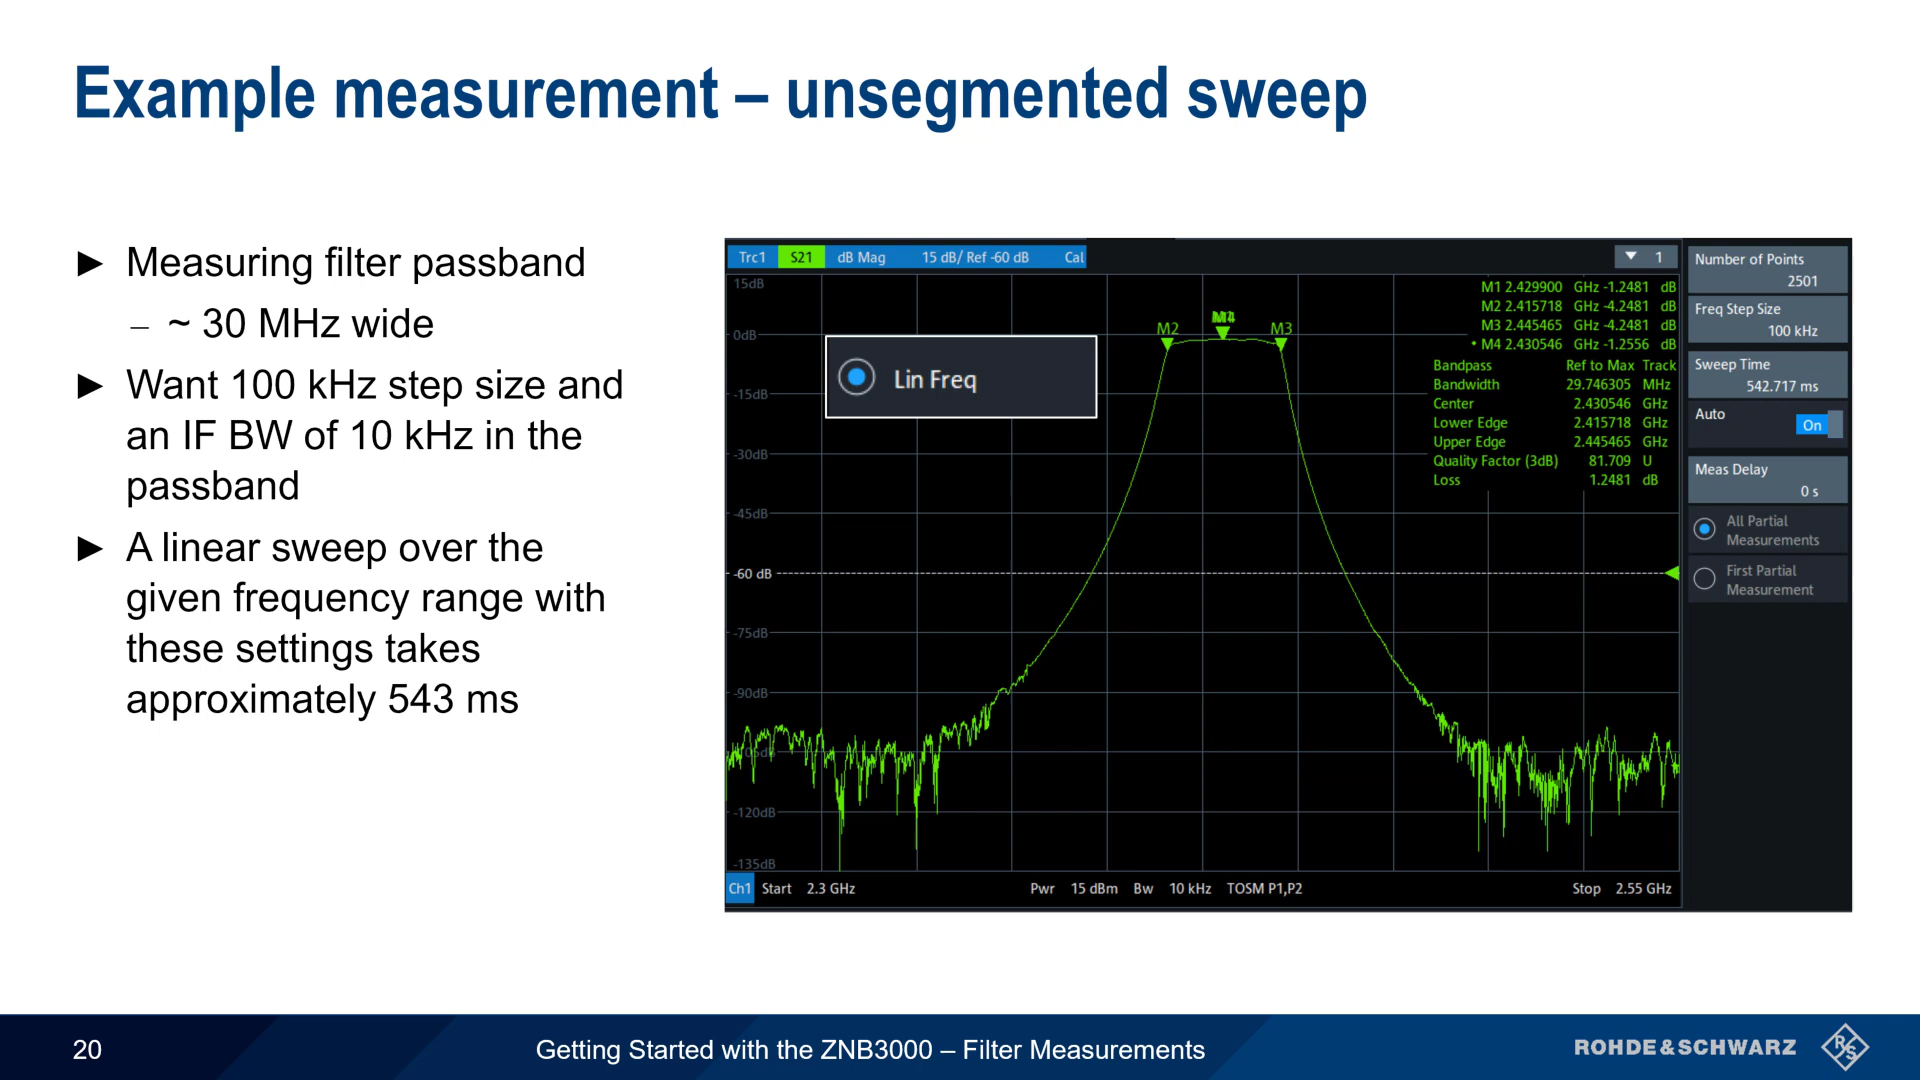 Example measurement – unsegmented sweep
► Measuring filter passband
– ~ 30 MHz wide
► Want 100 kHz step size and
an IF BW of 10 kHz in the
passband
► A linear sweep over the
given frequency range with
these settings takes
approximately 543 ms
Trc1 S21 dB Mag 15 dB/ Ref -60 dB Cal
1
15dB
0dB
-15dB
-30dB
-45dB
-60 dB
-75dB
-90dB
-120dB
-135dB
Lin Freq
M2
M3
M1 2.429900 GHz -1.2481 dB
M2 2.415718 GHz -4.2481 dB
M3 2.445465 GHz -4.2481 dB
• M4 2.430546 GHz -1.2556 dB
Bandpass Ref to Max Track
Bandwidth 29.746305 MHz
Center 2.430546 GHz
Lower Edge 2.415718 GHz
Upper Edge 2.445465 GHz
Quality Factor (3dB) 81.709 U
Loss 1.2481 dB
Ch1 Start 2.3 GHz Pwr 15 dBm Bw 10 kHz TOSM P1,P2 Stop 2.55 GHz
Number of Points
2501
Freq Step Size
100 kHz
Sweep Time
542.717 ms
Auto
On
Meas Delay
0 s
All Partial
Measurements
First Partial
Measurement
20
Getting Started with the ZNB3000 – Filter Measurements
ROHDE&SCHWARZ
R&S